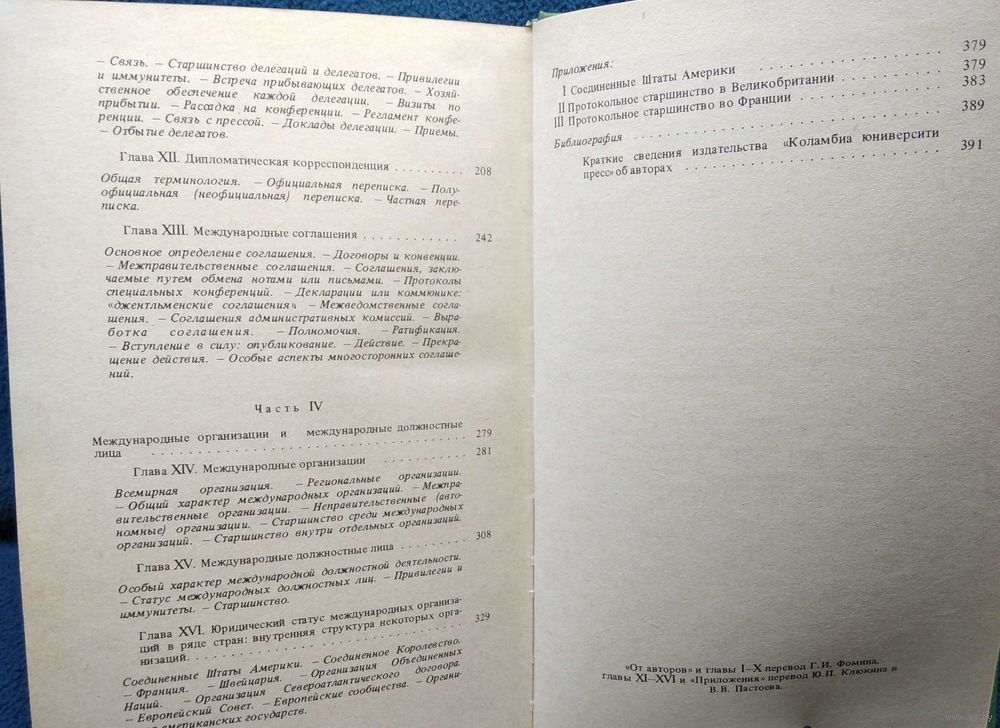 – Связь. – Старшинство делегаций и делегатов. – Привилегии
и иммунитеты. – Встреча прибывающих делегатов. – Хозяй-
ственное обеспечение каждой делегации. – Визиты по
прибытии. – Рассадка на конференции. – Регламент конфе-
ренции. – Связь с прессой. – Доклады делегации. – Приемы.
– Отбытие делегатов.
Глава XII. Дипломатическая корреспонденция . . . . . . . . . . 208
Общая терминология. – Официальная переписка. – Полу-
официальная (неофициальная) переписка. – Частная пере-
писка.
Глава XIII. Международные соглашения . . . . . . . . . . . . 242
Основное определение соглашения. – Договоры и конвенции.
– Межправительственные соглашения. – Соглашения, заклю-
чаемые путем обмена нотами или письмами. – Протоколы
специальных конференций. – Декларации или коммюнике:
«джентльменские соглашения» – Межведомственные согла-
шения. – Соглашения административных комиссий. – Выра-
ботка соглашения. – Полномочия. – Ратификация.
– Вступление в силу: опубликование. – Действие. – Прекра-
щение действия. – Особые аспекты многосторонних соглаше-
ний.
Часть IV
Международные организации и международные должностные
лица . . . . . . . . . . . . . . . . . . . . . . . . . . . . . . 279
Глава XIV. Международные организации . . . . . . . . . . 281
Всемирная организация. – Региональные организации.
– Общий характер международных организаций. – Межпра-
вительственные организации. – Неправительственные (авто-
номные) организации. – Старшинство среди международных
организаций. – Старшинство внутри отдельных организаций.
Глава XV. Международные должностные лица . . . . . . . . 308
Особый характер международной должностной деятельности.
– Статус международных должностных лиц. – Привилегии и
иммунитеты. – Старшинство.
Глава XVI. Юридический статус международных организа-
ций в ряде стран: внутренняя структура некоторых орга-
низаций. . . . . . . . . . . . . . . . . . . . . . . . . . . . . 329
Соединенные Штаты Америки. – Соединенное Королевство.
– Франция. – Швейцария. – Организация Объединенных
Наций. – Организация Североатлантического договора.
– Европейский Совет. – Европейские сообщества. – Органи-
американских государств.
Приложения: . . . . . . . . . . . . . . . . . . . . . . . . . . 379
I Соединенные Штаты Америки . . . . . . . . . . . . . . . . 379
II Протокольное старшинство в Великобритании . . . . . . . . 383
III Протокольное старшинство во Франции . . . . . . . . . . . 389
Библиография . . . . . . . . . . . . . . . . . . . . . . . . .
Краткие сведения издательства «Коламбиа юниверсити
пресс» об авторах . . . . . . . . . . . . . . . . . . . . . . . 391
«От авторов» и главы I–X перевод Г.И. Фомина,
главы XI–XVI и «Приложения» перевод Ю.П. Клюкина и
В.В. Пастоева.